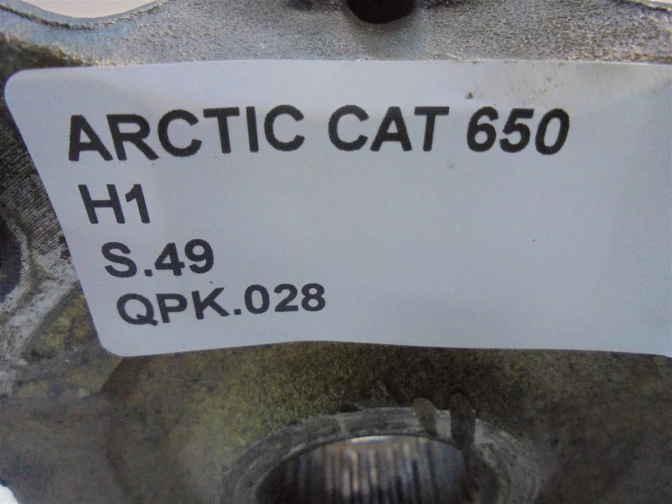 ARCTIC CAT 650
H1
S.49
QPK.028